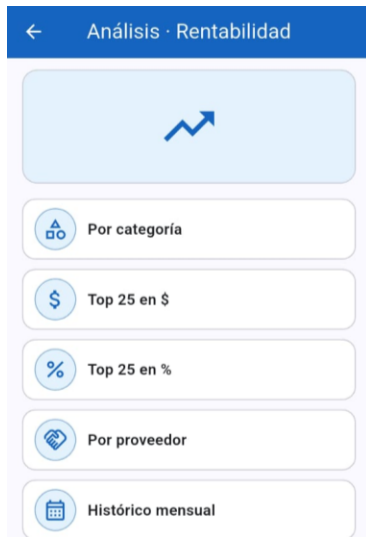 Análisis · Rentabilidad
Por categoría
Top 25 en $
Top 25 en %
Por proveedor
Histórico mensual